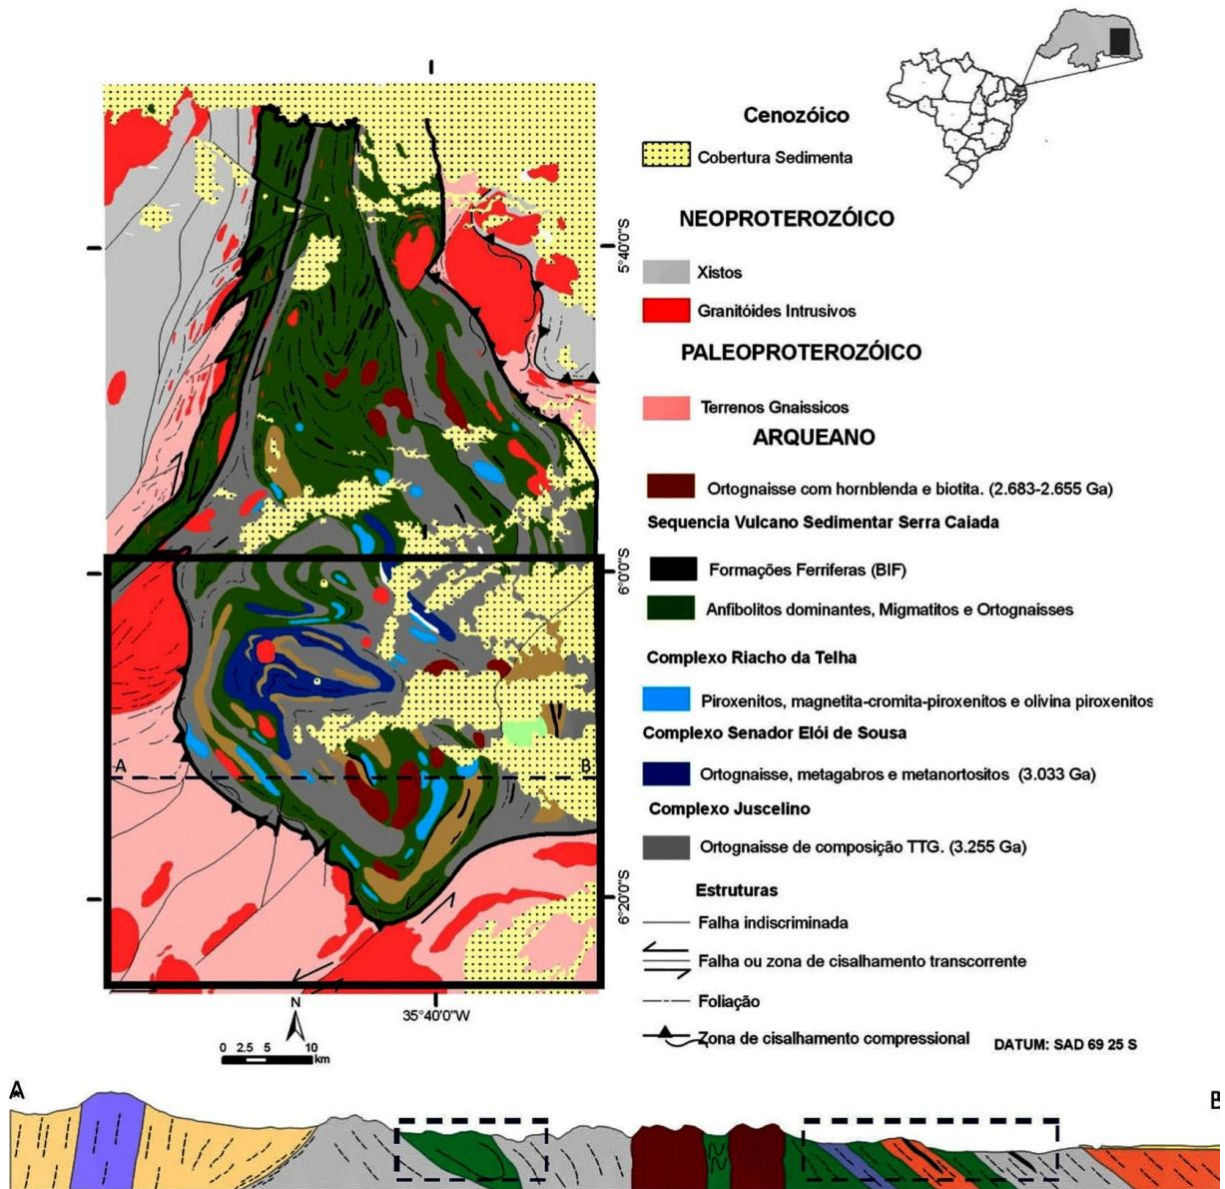 Cenozóico
Cobertura Sedimenta
NEOPROTEROZÓICO
Xistos
Granitóides Intrusivos
PALEOPROTEROZÓICO
Terrenos Gnaissicos
ARQUEANO
Ortognaisse com hornblenda e biotita. (2.683-2.655 Ga)
Sequencia Vulcano Sedimentar Serra Caiada
Formações Ferriferas (BIF)
Anfibolitos dominantes, Migmatitos e Ortognaisses
Complexo Riacho da Telha
Piroxenitos, magnetita-cromita-piroxenitos e olivina piroxenitos
Complexo Senador Elói de Sousa
Ortognaisse, metagabros e metanortositos (3.033 Ga)
Complexo Juscelino
Ortognaisse de composição TTG. (3.255 Ga)
Estruturas
Falha indiscriminada
Falha ou zona de cisalhamento transcorrente
Foliação
Zona de cisalhamento compressional
DATUM: SAD 69 25 S
5°40'0"S
6°0'0"S
6°20'0"S
A
B
35°40'0"W
N
0 2.5 5 10
km
A
B